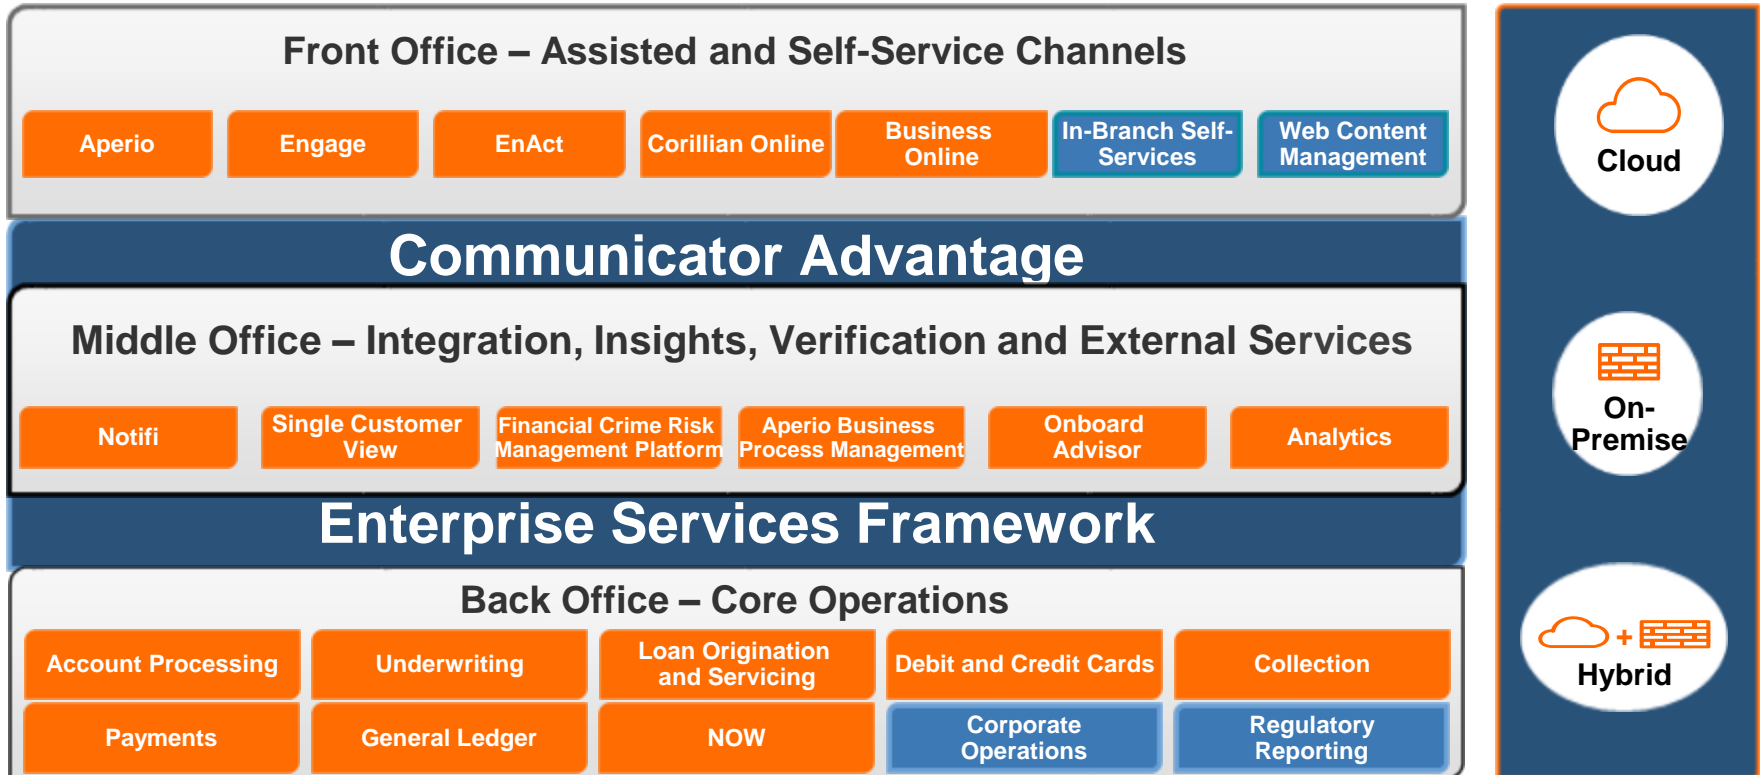 Front Office – Assisted and Self-Service Channels
Aperio
Engage
EnAct
Corillian Online
Business
Online
In-Branch Self-
Services
Web Content
Management
Communicator Advantage
Middle Office – Integration, Insights, Verification and External Services
Notifi
Single Customer
View
Financial Crime Risk
Management Platform
Aperio Business
Process Management
Onboard
Advisor
Analytics
Enterprise Services Framework
Back Office – Core Operations
Account Processing
Underwriting
Loan Origination
and Servicing
Debit and Credit Cards
Collection
Payments
General Ledger
NOW
Corporate
Operations
Regulatory
Reporting
Cloud
On-
Premise
+
Hybrid